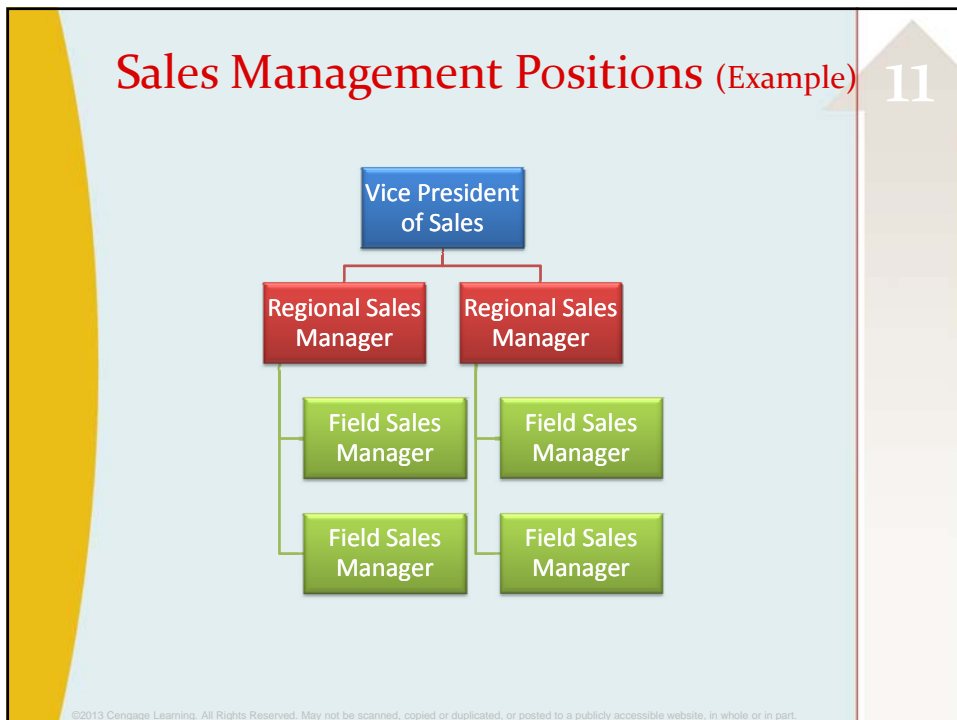 Sales Management Positions (Example)
11
Vice President
of Sales
Regional Sales
Manager
Regional Sales
Manager
Field Sales
Manager
Field Sales
Manager
Field Sales
Manager
Field Sales
Manager
©2013 Cengage Learning. All Rights Reserved. May not be scanned, copied or duplicated, or posted to a publicly accessible website, in whole or in part.